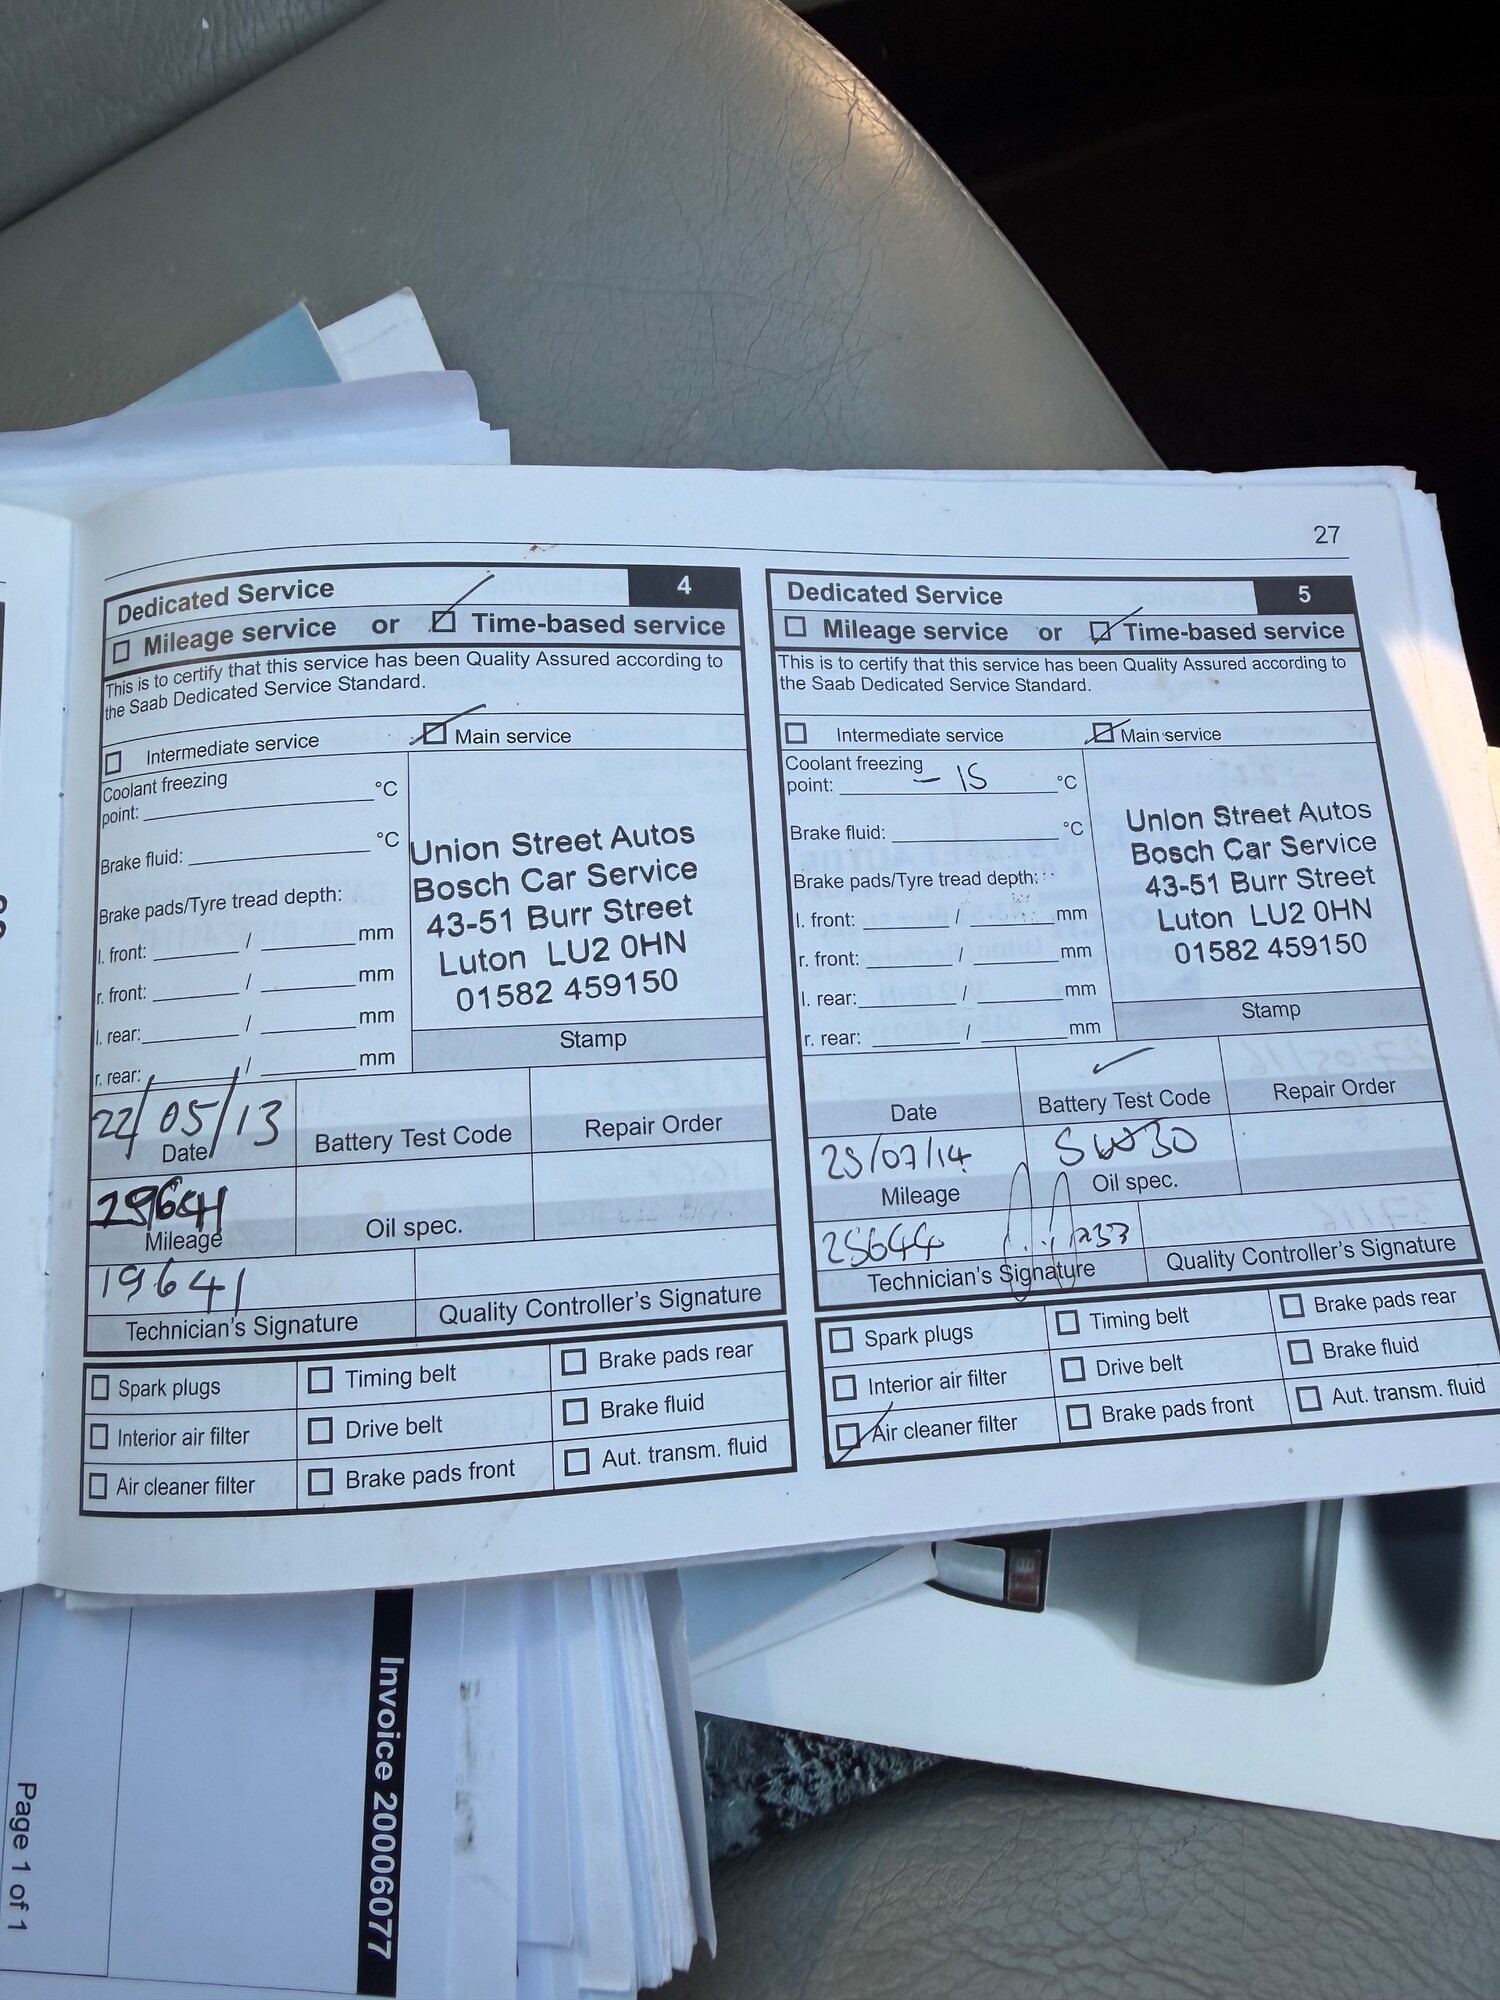 27
Dedicated Service 4
Mileage service or Time-based service
This is to certify that this service has been Quality Assured according to
the Saab Dedicated Service Standard.
Intermediate service Main service
Coolant freezing
point: °C
Brake fluid: °C
Brake pads/Tyre tread depth:
l. front: / mm
r. front: / mm
l. rear: / mm
r. rear: / mm
Union Street Autos
Bosch Car Service
43-51 Burr Street
Luton LU2 0HN
01582 459150
Stamp
22/05/13
Date Battery Test Code Repair Order
Mileage Oil spec.
19641
Technician's Signature Quality Controller's Signature
Spark plugs Timing belt Brake pads rear
Interior air filter Drive belt Brake fluid
Air cleaner filter Brake pads front Aut. transm. fluid
Dedicated Service 5
Mileage service or Time-based service
This is to certify that this service has been Quality Assured according to
the Saab Dedicated Service Standard.
Intermediate service Main service
Coolant freezing
point: -15 °C
Brake fluid: °C
Brake pads/Tyre tread depth:
l. front: / mm
r. front: / mm
l. rear: / mm
r. rear: / mm
Union Street Autos
Bosch Car Service
43-51 Burr Street
Luton LU2 0HN
01582 459150
Stamp
Date Battery Test Code Repair Order
25/07/14 5W30
Mileage Oil spec.
25644
Technician's Signature Quality Controller's Signature
Spark plugs Timing belt Brake pads rear
Interior air filter Drive belt Brake fluid
Air cleaner filter Brake pads front Aut. transm. fluid
Invoice 20006077
Page 1 of 1